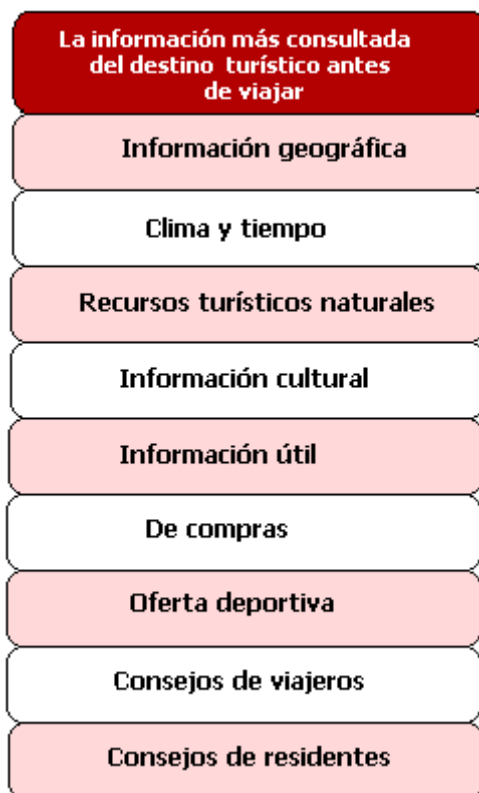 La información más consultada
del destino turístico antes
de viajar
Información geográfica
Clima y tiempo
Recursos turísticos naturales
Información cultural
Información útil
De compras
Oferta deportiva
Consejos de viajeros
Consejos de residentes